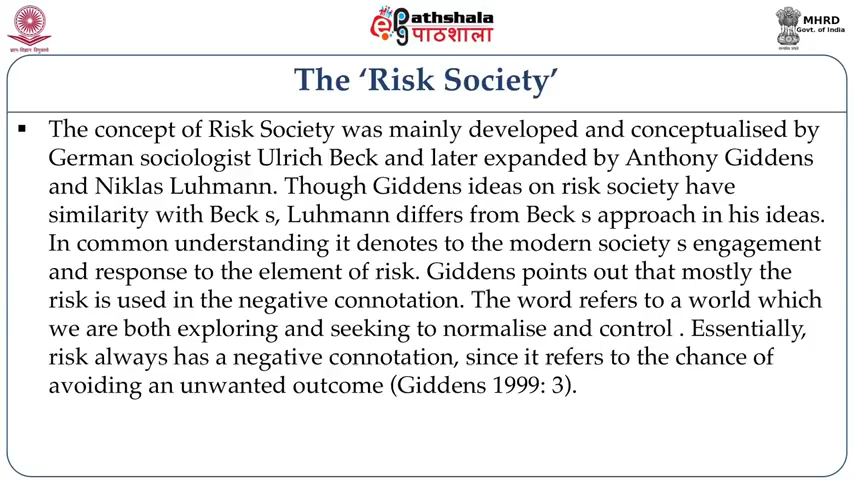 ePathshala
पाठशाला
MHRD
Govt. of India
The ‘Risk Society’
▪ The concept of Risk Society was mainly developed and conceptualised by
German sociologist Ulrich Beck and later expanded by Anthony Giddens
and Niklas Luhmann. Though Giddens ideas on risk society have
similarity with Beck s, Luhmann differs from Beck s approach in his ideas.
In common understanding it denotes to the modern society s engagement
and response to the element of risk. Giddens points out that mostly the
risk is used in the negative connotation. The word refers to a world which
we are both exploring and seeking to normalise and control . Essentially,
risk always has a negative connotation, since it refers to the chance of
avoiding an unwanted outcome (Giddens 1999: 3).